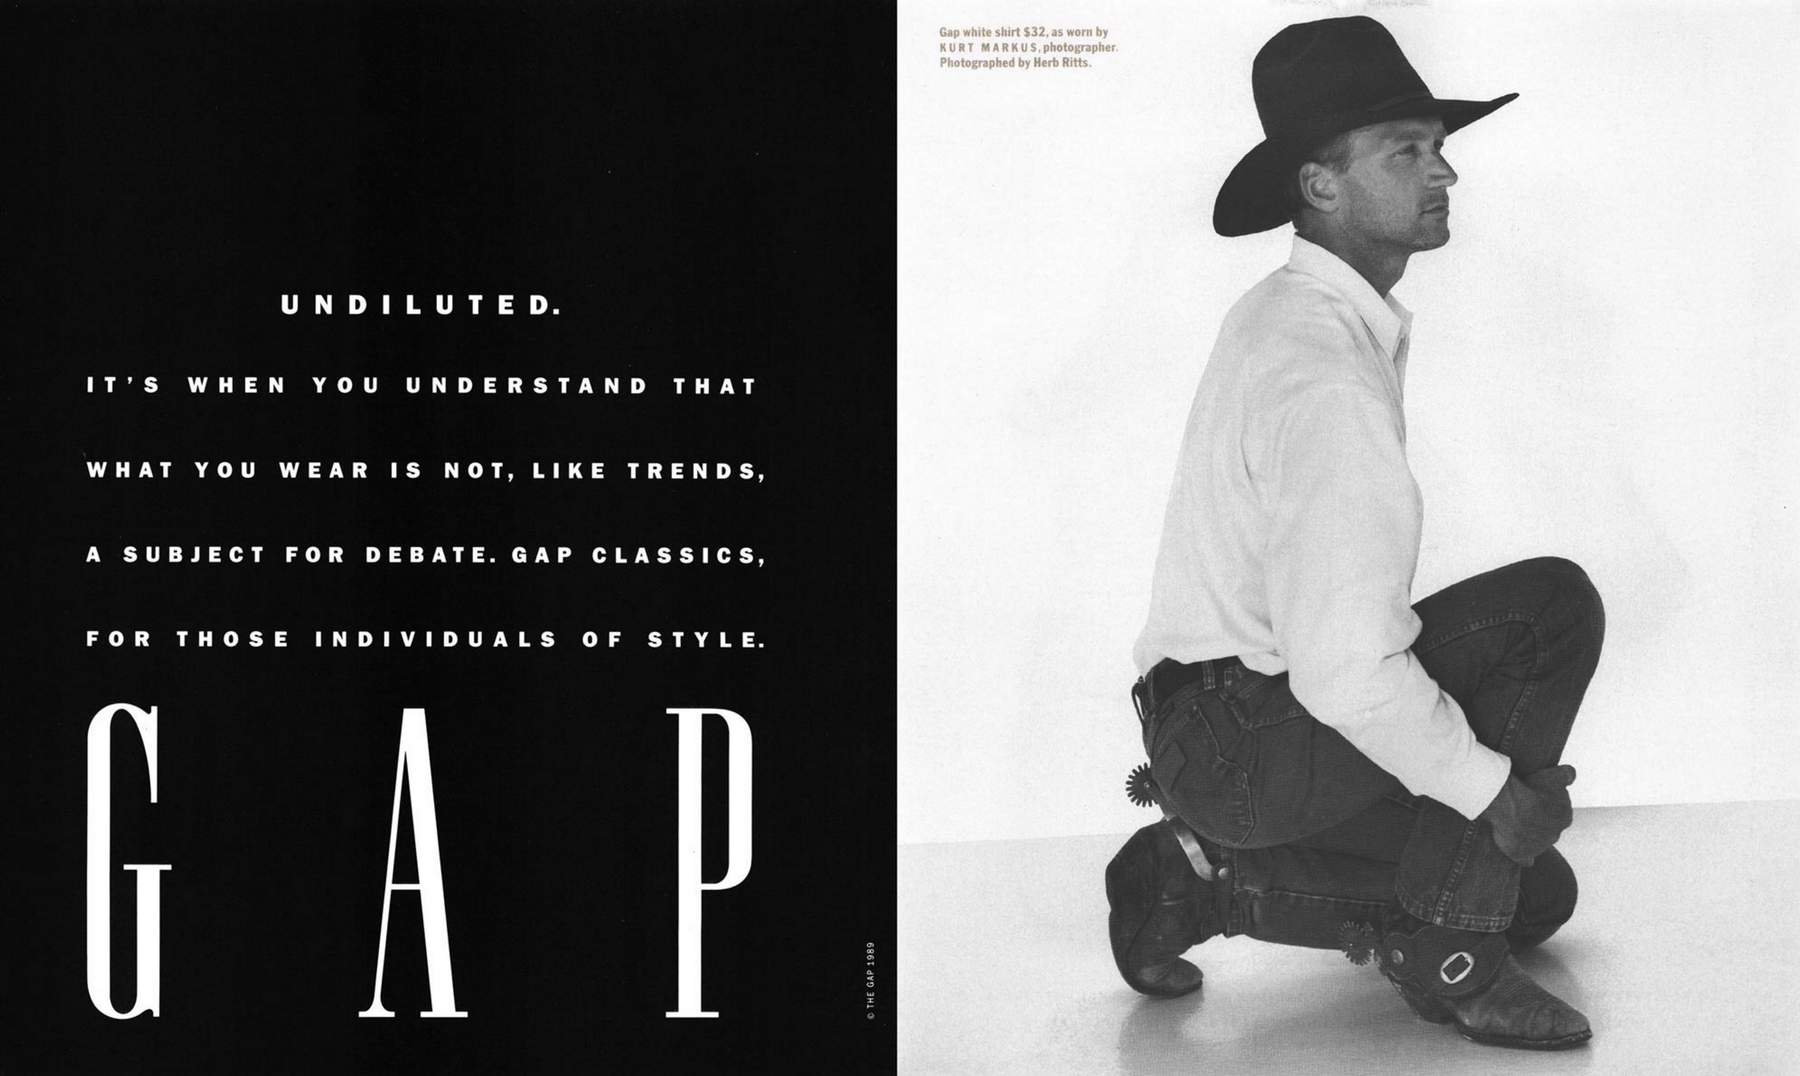 UNDILUTED.
IT'S WHEN YOU UNDERSTAND THAT
WHAT YOU WEAR IS NOT, LIKE TRENDS,
A SUBJECT FOR DEBATE. GAP CLASSICS,
FOR THOSE INDIVIDUALS OF STYLE.
GAP
© THE GAP 1989
Gap white shirt $32, as worn by
KURT MARKUS, photographer.
Photographed by Herb Ritts.